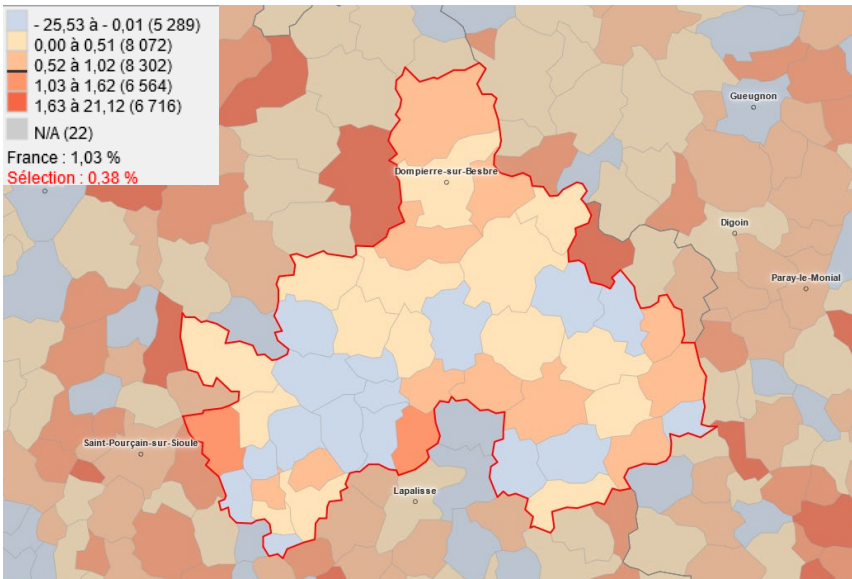 - 25,53 à - 0,01 (5 289)
0,00 à 0,51 (8 072)
0,52 à 1,02 (8 302)
1,03 à 1,62 (6 564)
1,63 à 21,12 (6 716)
N/A (22)
France : 1,03 %
Sélection : 0,38 %
Gueugnon
Dompierre-sur-Besbre
Digoin
Paray-le-Monial
Saint-Pourçain-sur-Sioule
Lapalisse